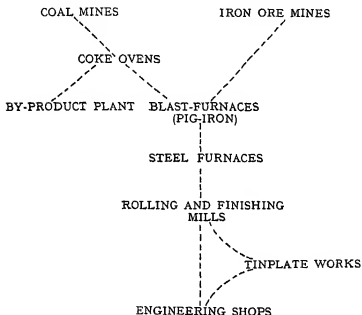 COAL MINES
IRON ORE MINES
COKE OVENS
BY-PRODUCT PLANT
BLAST-FURNACES
(PIG-IRON)
STEEL FURNACES
ROLLING AND FINISHING
MILLS
TINPLATE WORKS
ENGINEERING SHOPS